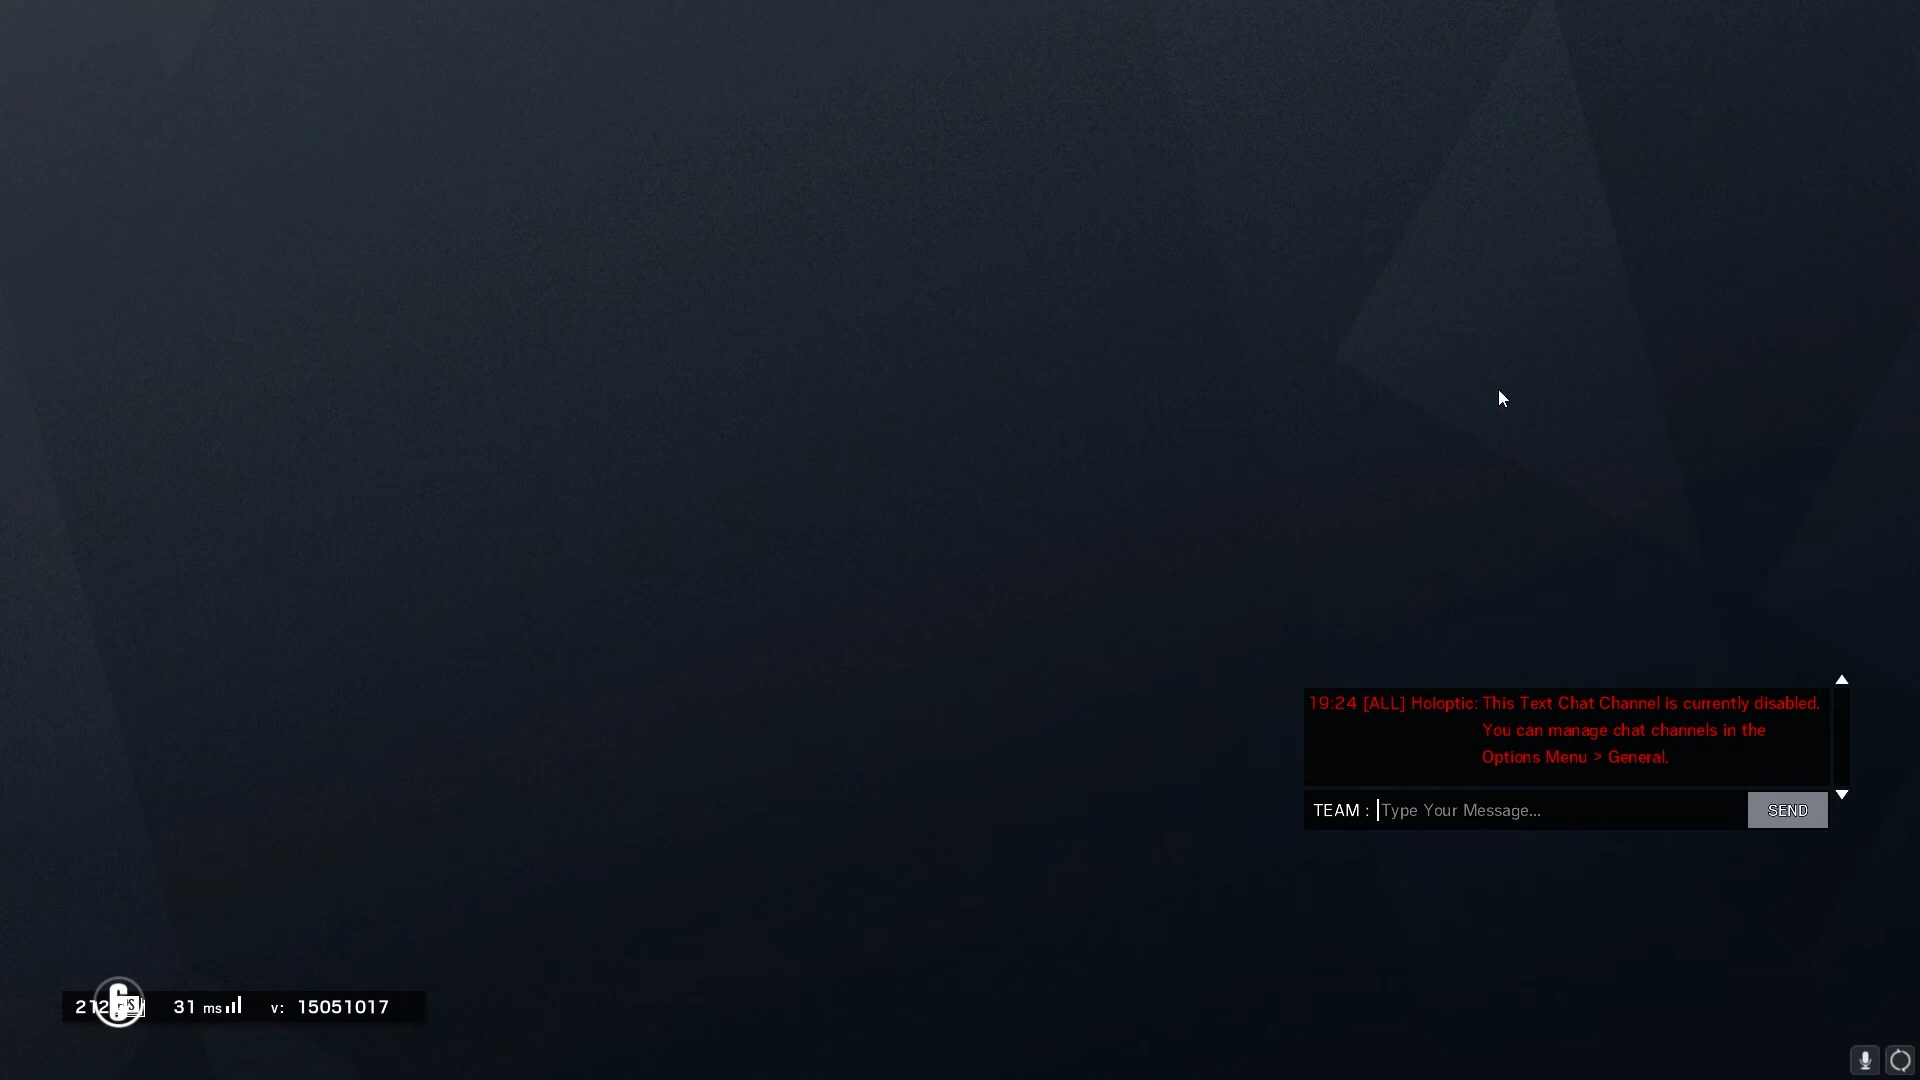 19:24 [ALL] Holoptic: This Text Chat Channel is currently disabled.
You can manage chat channels in the
Options Menu > General.
TEAM : Type Your Message...
SEND
212 31 ms v: 15051017